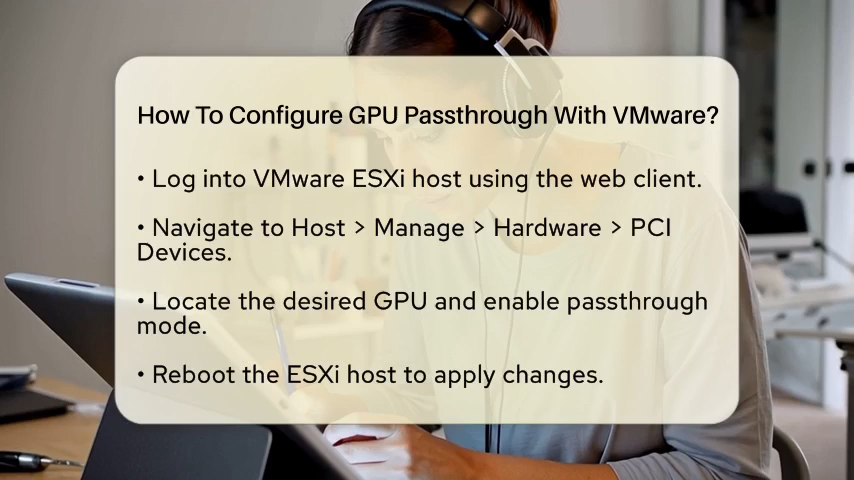 How To Configure GPU Passthrough With VMware?
• Log into VMware ESXi host using the web client.
• Navigate to Host > Manage > Hardware > PCI
Devices.
• Locate the desired GPU and enable passthrough
mode.
• Reboot the ESXi host to apply changes.